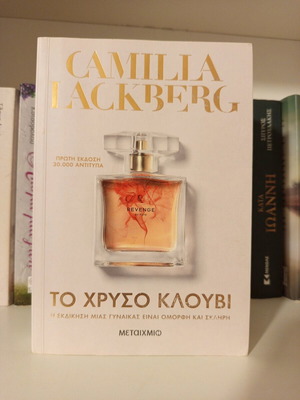 CAMILLA
LACKBERG
ΠΡΩΤΗ ΕΚΔΟΣΗ
20.000 ΑΝΤΙΤΥΠΑ
REVENGE
ΤΟ ΧΡΥΣΟ ΚΛΟΥΒΙ
Η ΕΚΔΙΚΗΣΗ ΜΙΑΣ ΓΥΝΑΙΚΑΣ ΕΙΝΑΙ ΟΜΟΡΦΗ ΚΑΙ ΣΚΛΗΡΗ
ΜΕΤΑΙΧΜΙΟ
ΚΑΤΑ
ΙΩΑΝΝΗ